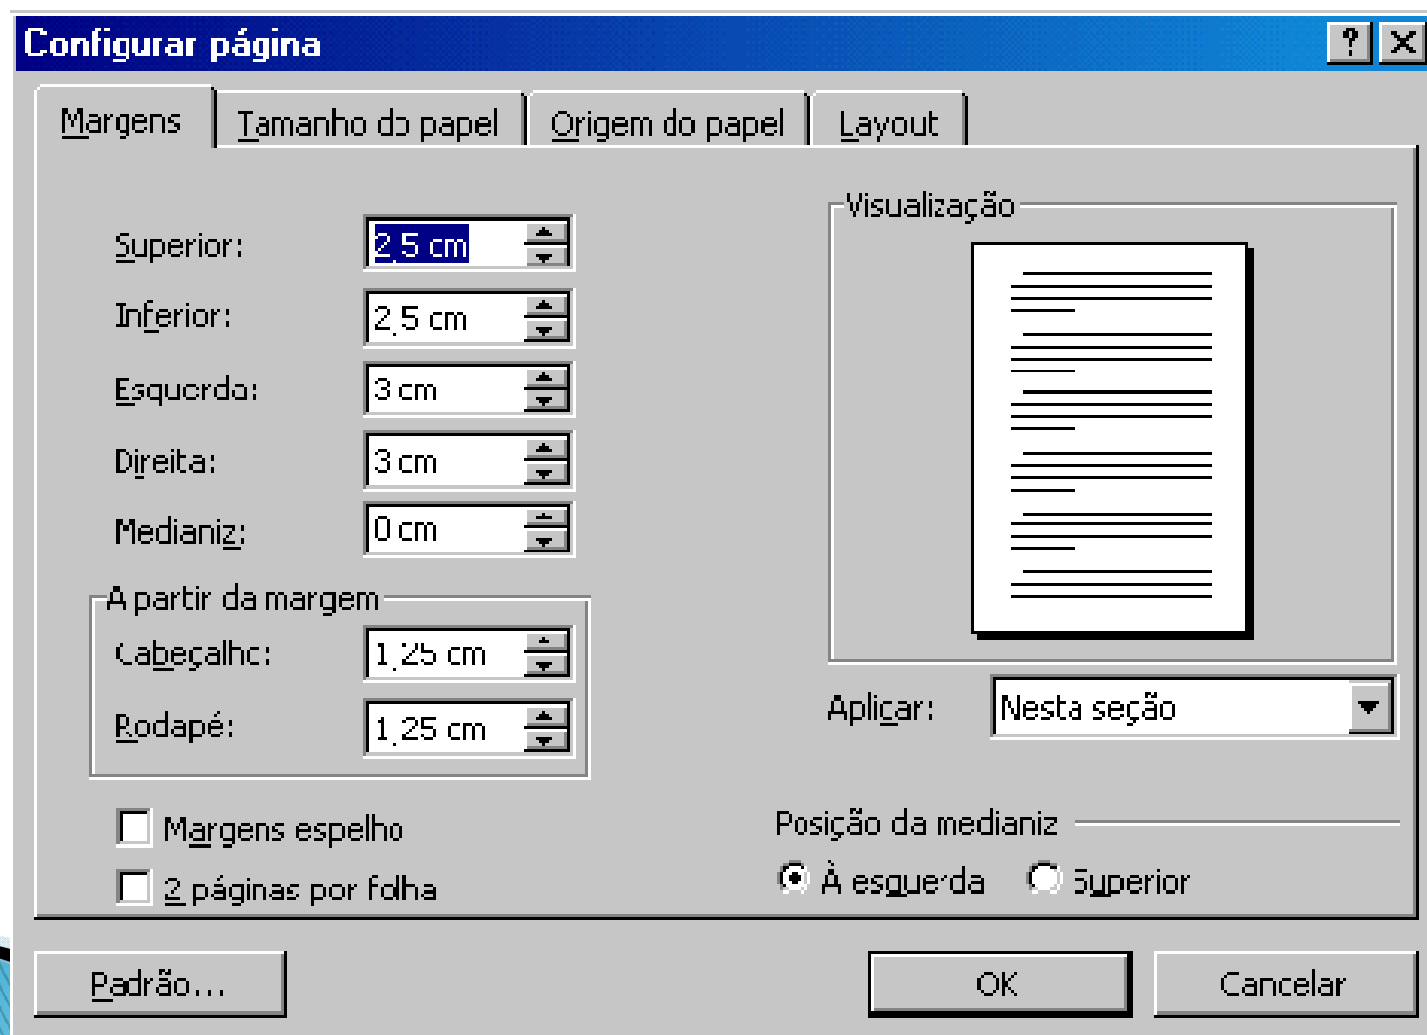 Configurar página
Margens Tamanho do papel Origem do papel Layout
Superior: 2,5 cm
Inferior: 2,5 cm
Esquerda: 3 cm
Direita: 3 cm
Medianiz: 0 cm
A partir da margem
Cabeçalho: 1,25 cm
Rodapé: 1,25 cm
Margens espelho
2 páginas por folha
Visualização
Aplicar: Nesta seção
Posição da medianiz
À esquerda Superior
Padrão... OK Cancelar